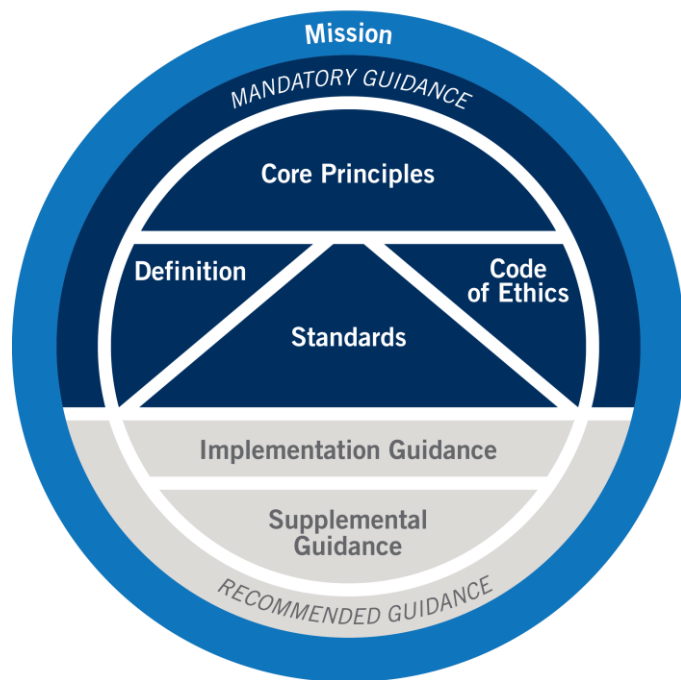 Mission
MANDATORY GUIDANCE
Core Principles
Definition
Code
of Ethics
Standards
Implementation Guidance
Supplemental
Guidance
RECOMMENDED GUIDANCE